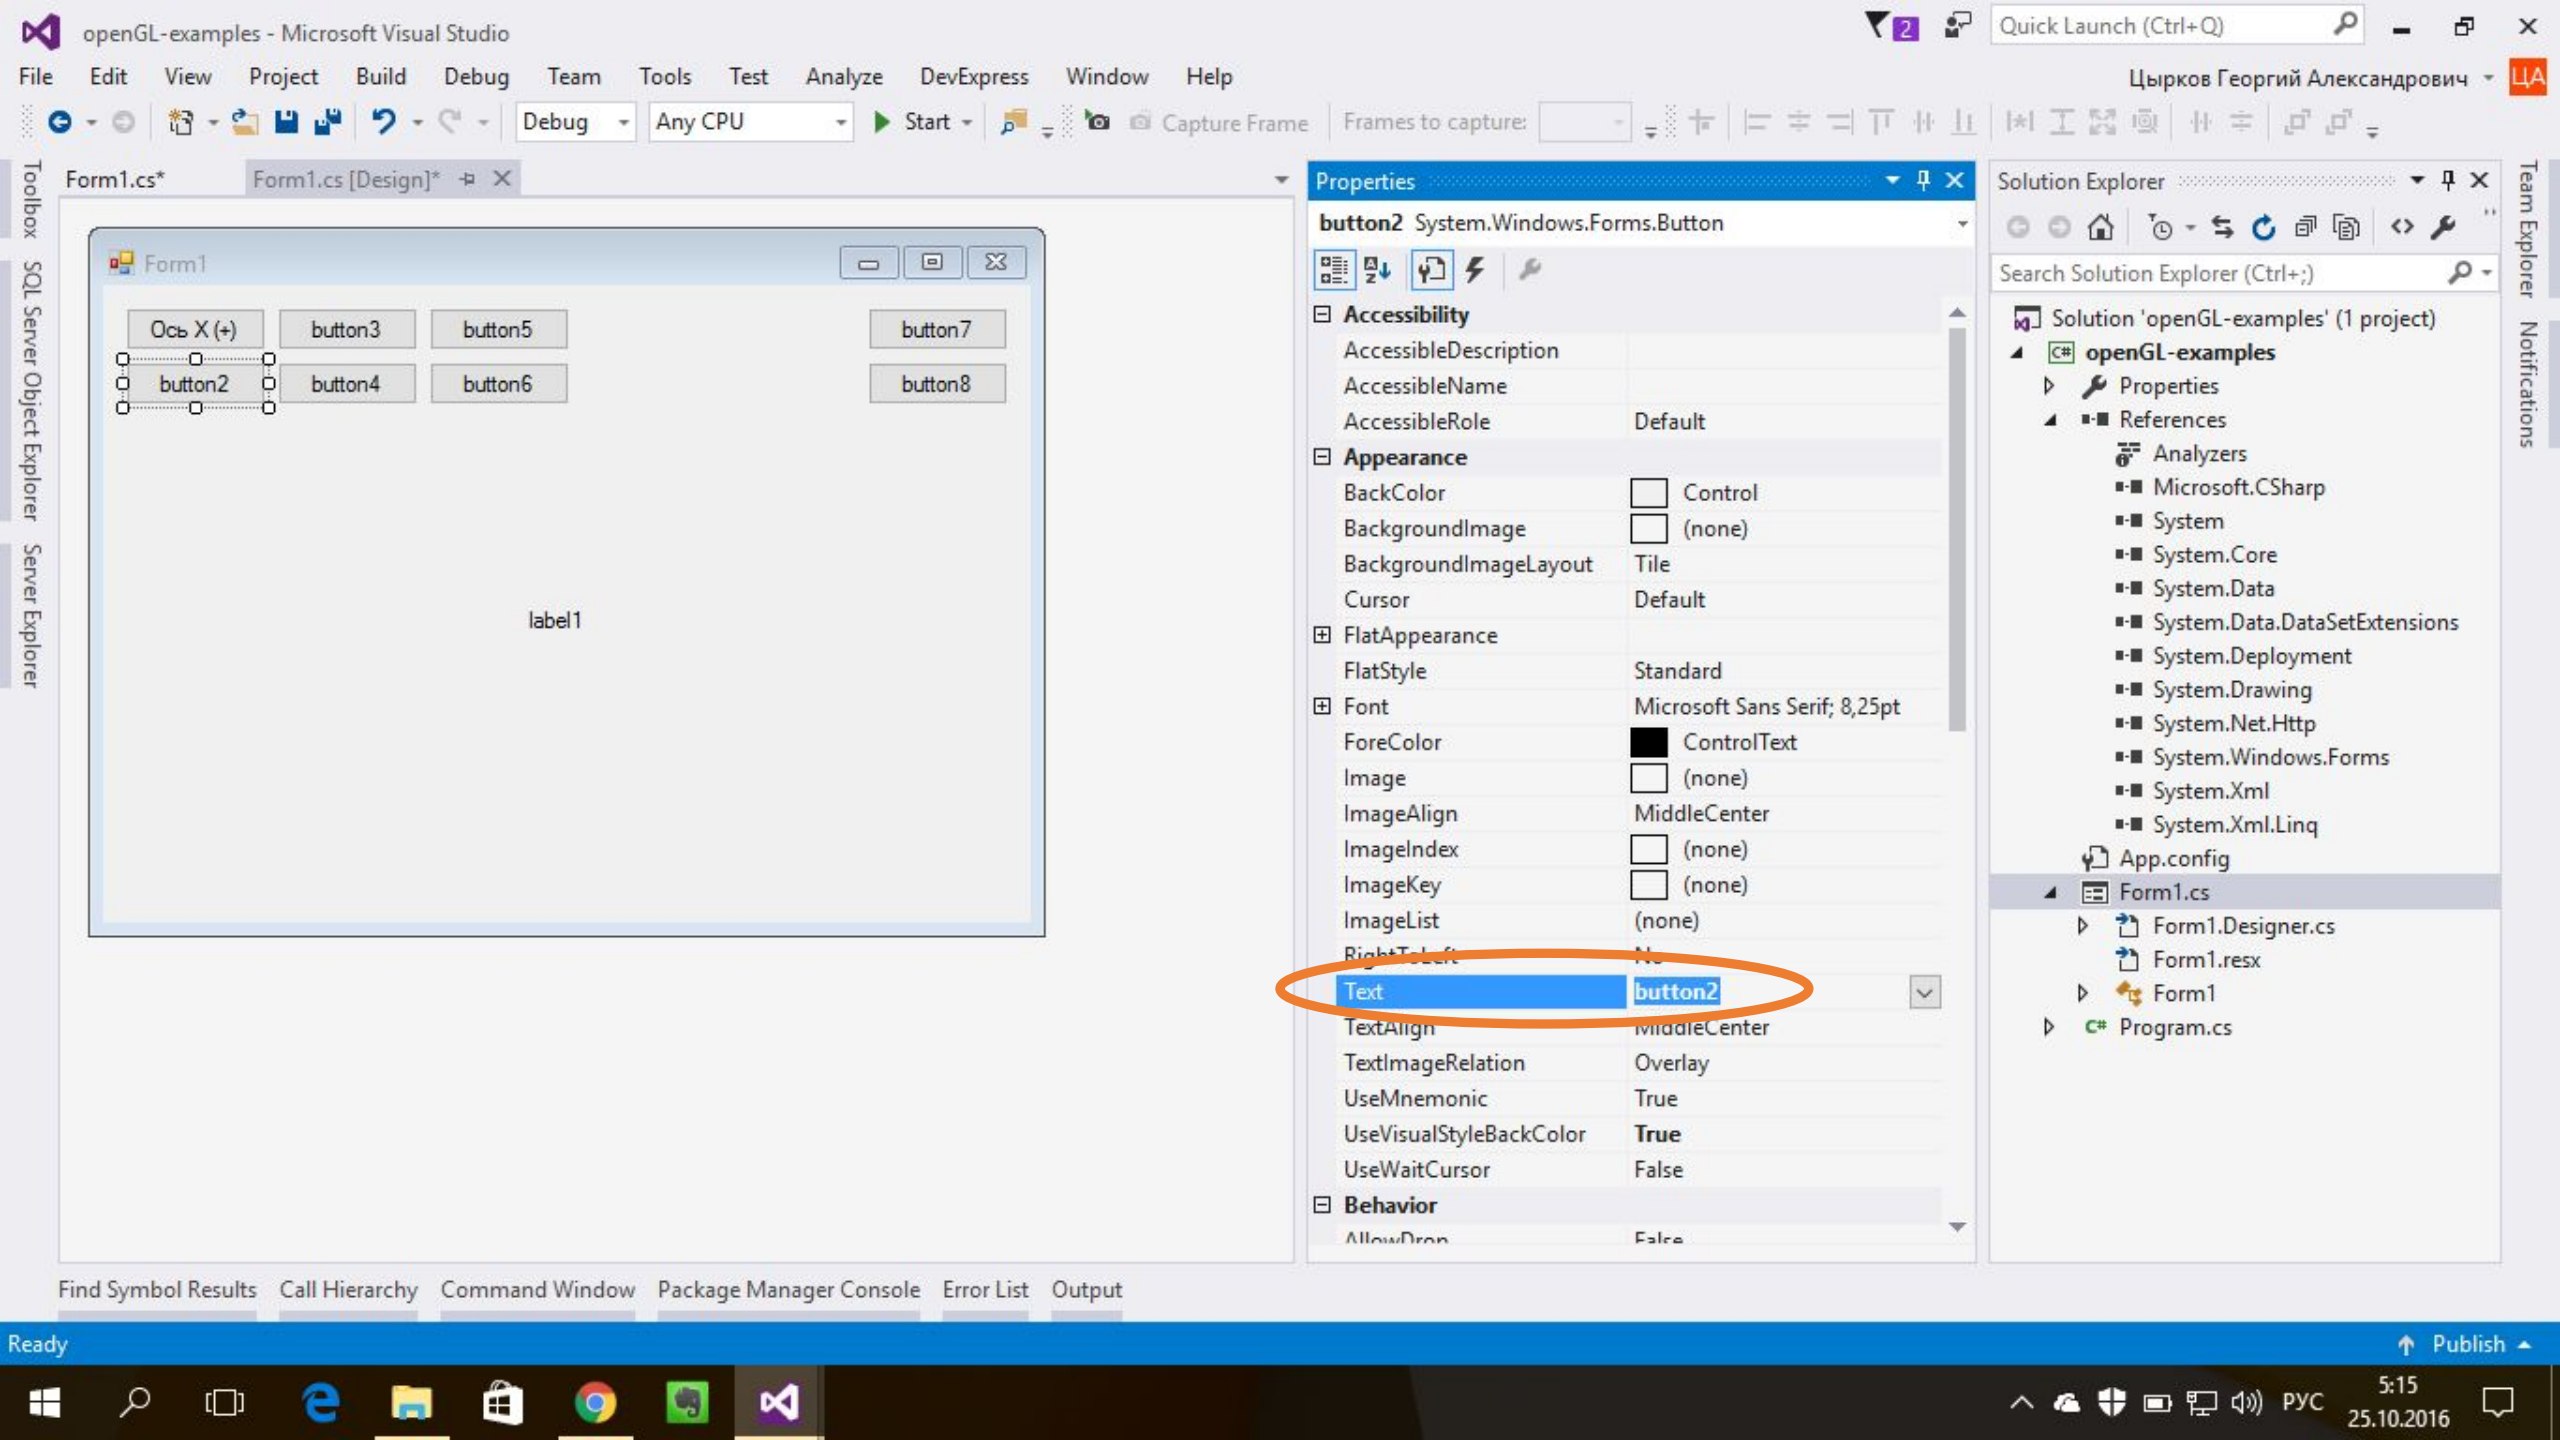 openGL-examples - Microsoft Visual Studio
2
Quick Launch (Ctrl+Q)
File Edit View Project Build Debug Team Tools Test Analyze DevExpress Window Help
Цырков Георгий Александрович ЦА
Debug Any CPU Start Capture Frame Frames to capture:
Toolbox
SQL Server Object Explorer
Server Explorer
Form1.cs* Form1.cs [Design]*
Form1
Ось X (+) button3 button5 button7
button2 button4 button6 button8
label1
Properties
button2 System.Windows.Forms.Button
Accessibility
AccessibleDescription
AccessibleName
AccessibleRole Default
Appearance
BackColor Control
BackgroundImage (none)
BackgroundImageLayout Tile
Cursor Default
FlatAppearance
FlatStyle Standard
Font Microsoft Sans Serif; 8,25pt
ForeColor ControlText
Image (none)
ImageAlign MiddleCenter
ImageIndex (none)
ImageKey (none)
ImageList (none)
RightToLeft No
Text button2
TextAlign MiddleCenter
TextImageRelation Overlay
UseMnemonic True
UseVisualStyleBackColor True
UseWaitCursor False
Behavior
AllowDrop False
Solution Explorer
Search Solution Explorer (Ctrl+;)
Solution 'openGL-examples' (1 project)
C# openGL-examples
Properties
References
Analyzers
Microsoft.CSharp
System
System.Core
System.Data
System.Data.DataSetExtensions
System.Deployment
System.Drawing
System.Net.Http
System.Windows.Forms
System.Xml
System.Xml.Linq
App.config
Form1.cs
Form1.Designer.cs
Form1.resx
Form1
C# Program.cs
Team Explorer
Notifications
Find Symbol Results Call Hierarchy Command Window Package Manager Console Error List Output
Ready
Publish
РУС
5:15
25.10.2016